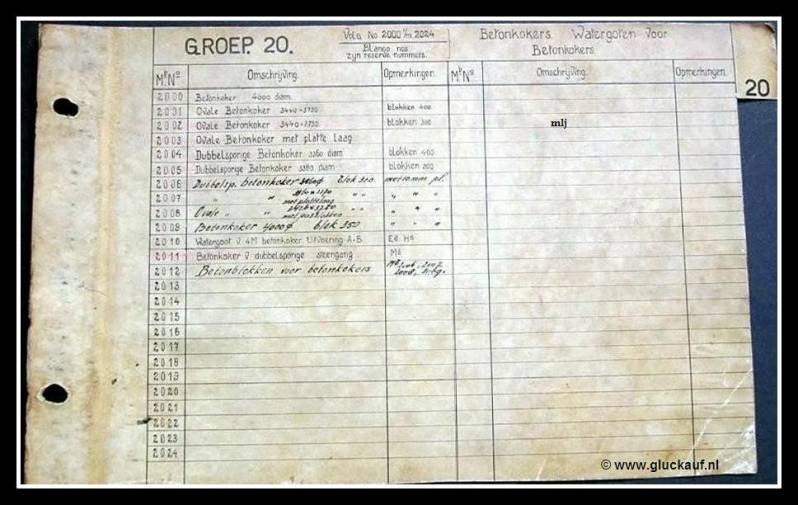 GROEP. 20.
Volg No 2000 t/m 2024
Blanco nos
zijn reserve nummers.
Betonkokers Watergoten voor
Betonkokers.
20
Mr No Omschrijving. Opmerkingen. Mr No Omschrijving. Opmerkingen.
2000 Betonkoker 4000 diam
2001 Ovale Betonkoker blokken 400
2002 Ovale Betonkoker blokken 300
mlj
2003 Ovale Betonkoker met platte laag
2004 Dubbelsporige Betonkoker 3360 diam blokken 400
2005 Dubbelsporige Betonkoker 3360 diam blokken 300
2006 Dubbelsp. betonkoker blok 350
2007 " " " "
2008 Ovale " " " "
2009 Betonkoker 4000 ø blok 350 " " "
2010 Watergoot v 4M betonkoker uitvoering A-B.
2011 Betonkoker v dubbelsporige steengang
2012 Betonblokken voor betonkokers
2013
2014
2015
2016
2017
2018
2019
2020
2021
2022
2023
2024
© www.gluckauf.nl